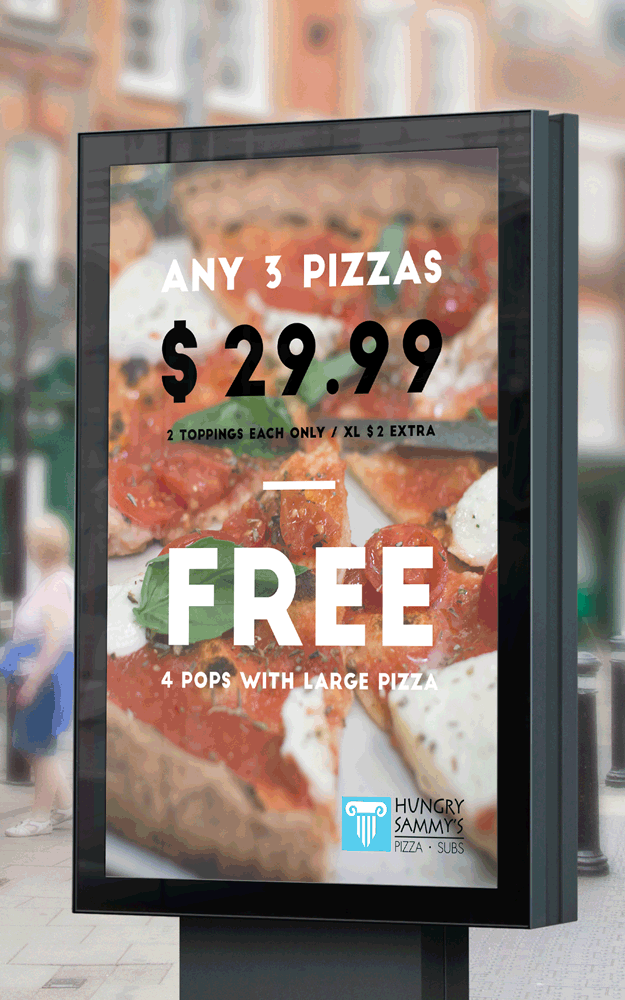 ANY 3 PIZZAS
$29.99
2 TOPPINGS EACH ONLY / XL $2 EXTRA
FREE
4 POPS WITH LARGE PIZZA
HUNGRY
SAMMY'S
PIZZA · SUBS